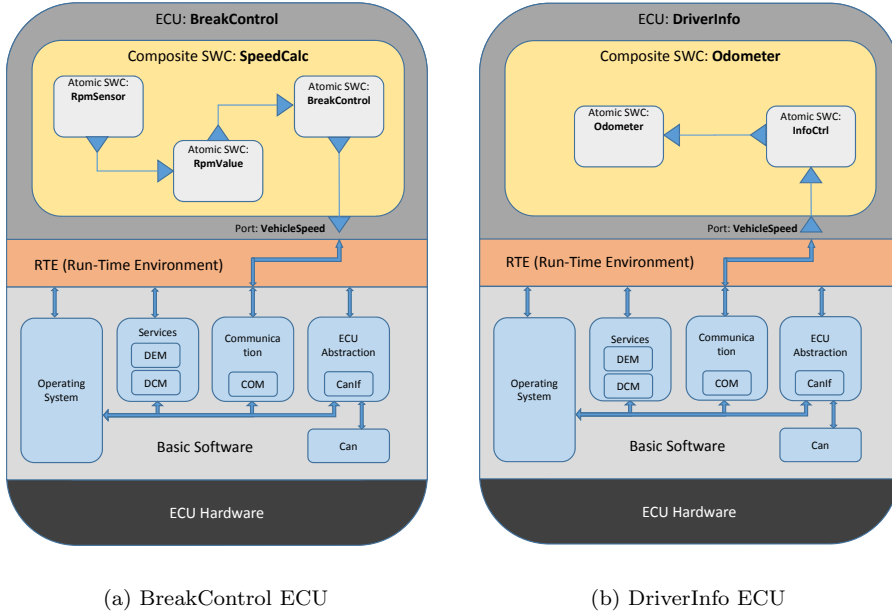 ECU: BreakControl
Composite SWC: SpeedCalc
Atomic SWC:
RpmSensor
Atomic SWC:
BreakControl
Atomic SWC:
RpmValue
Port: VehicleSpeed
RTE (Run-Time Environment)
Operating
System
Services
DEM
DCM
Communica
tion
COM
ECU
Abstraction
CanIf
Can
Basic Software
ECU Hardware
(a) BreakControl ECU
ECU: DriverInfo
Composite SWC: Odometer
Atomic SWC:
Odometer
Atomic SWC:
InfoCtrl
Port: VehicleSpeed
RTE (Run-Time Environment)
Operating
System
Services
DEM
DCM
Communica
tion
COM
ECU
Abstraction
CanIf
Can
Basic Software
ECU Hardware
(b) DriverInfo ECU